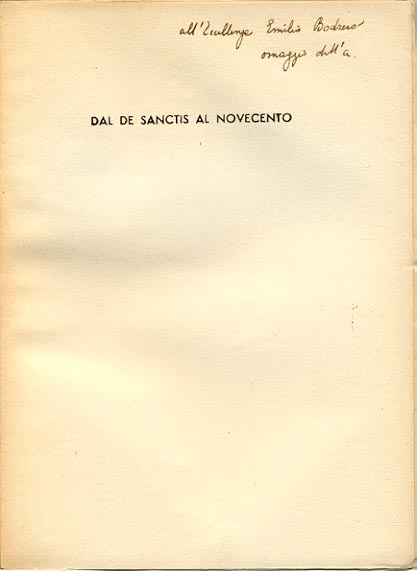 all'Eccellenza Emilio Bodrero
omaggio dell'a.
DAL DE SANCTIS AL NOVECENTO